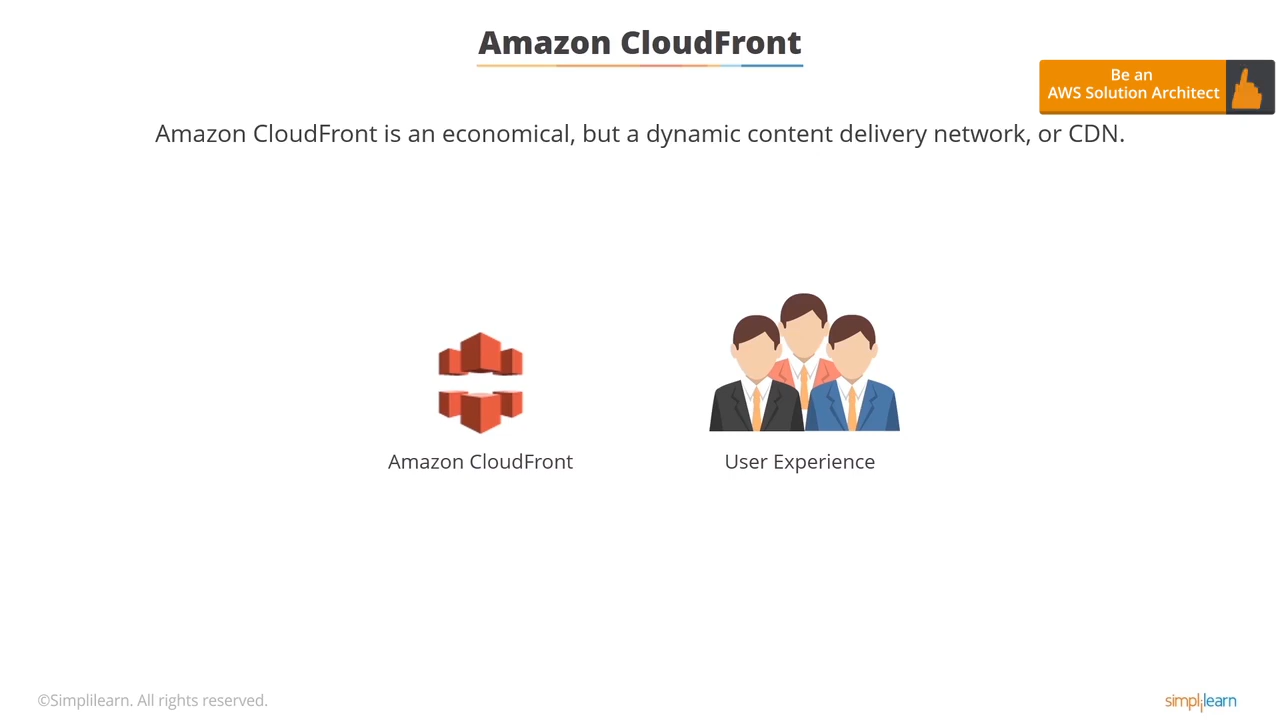 Amazon CloudFront
Be an
AWS Solution Architect
Amazon CloudFront is an economical, but a dynamic content delivery network, or CDN.
Amazon CloudFront
User Experience
©Simplilearn. All rights reserved.
simplilearn